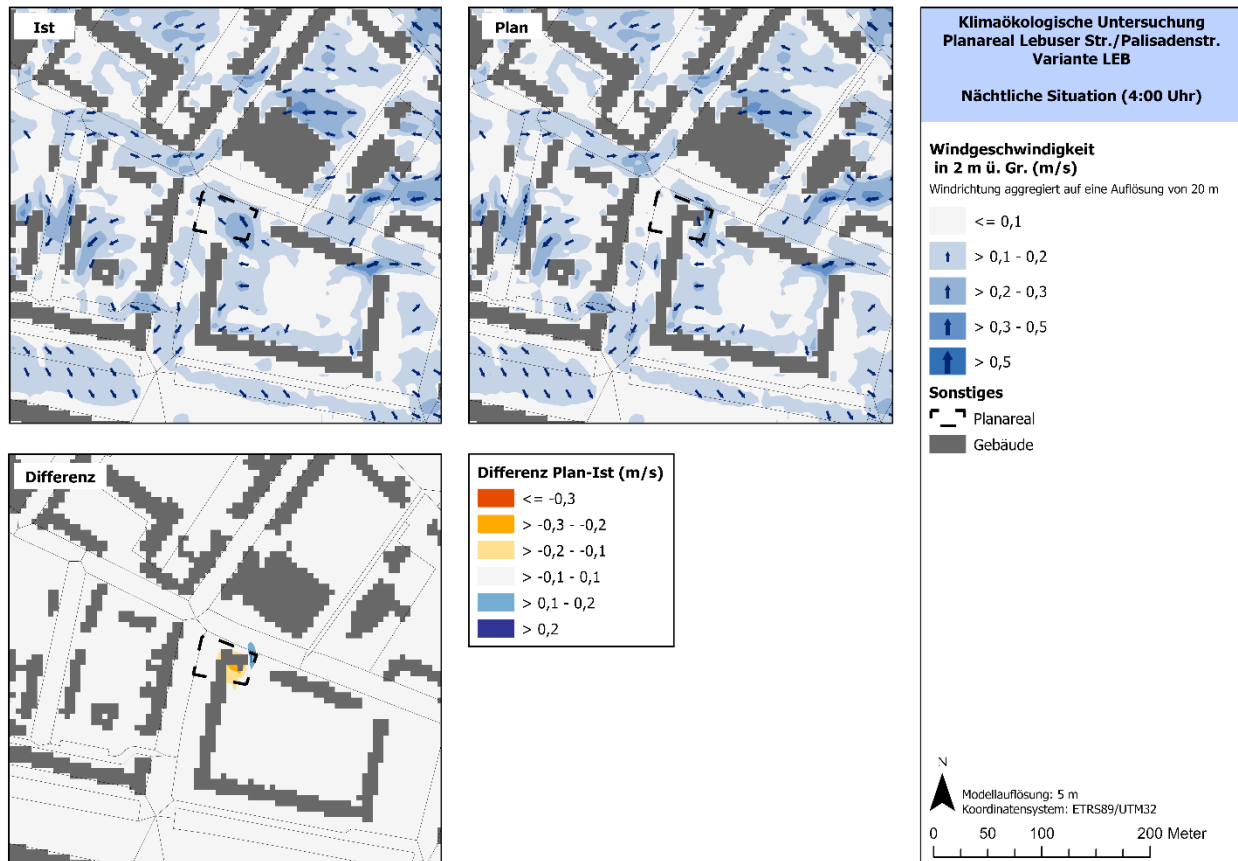 Ist
Plan
Klimaökologische Untersuchung
Planareal Lebuser Str./Palisadenstr.
Variante LEB
Nächtliche Situation (4:00 Uhr)
Windgeschwindigkeit
in 2 m ü. Gr. (m/s)
Windrichtung aggregiert auf eine Auflösung von 20 m
<= 0,1
> 0,1 - 0,2
> 0,2 - 0,3
> 0,3 - 0,5
> 0,5
Sonstiges
Planareal
Gebäude
Differenz
Differenz Plan-Ist (m/s)
<= -0,3
> -0,3 - -0,2
> -0,2 - -0,1
> -0,1 - 0,1
> 0,1 - 0,2
> 0,2
N
Modellauflösung: 5 m
Koordinatensystem: ETRS89/UTM32
0 50 100 200 Meter